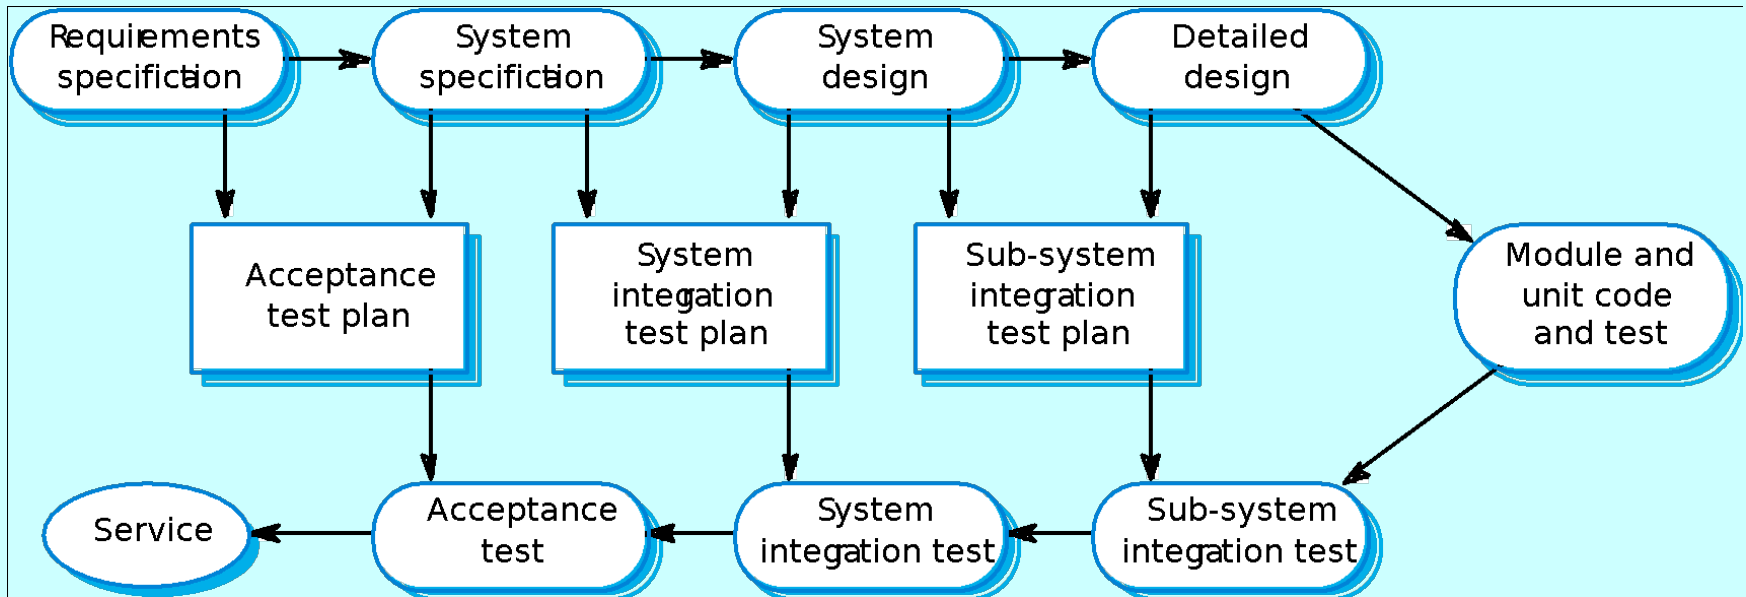 Requirements
specification
System
specification
System
design
Detailed
design
Acceptance
test plan
System
integration
test plan
Sub-system
integration
test plan
Module and
unit code
and test
Service
Acceptance
test
System
integration test
Sub-system
integration test